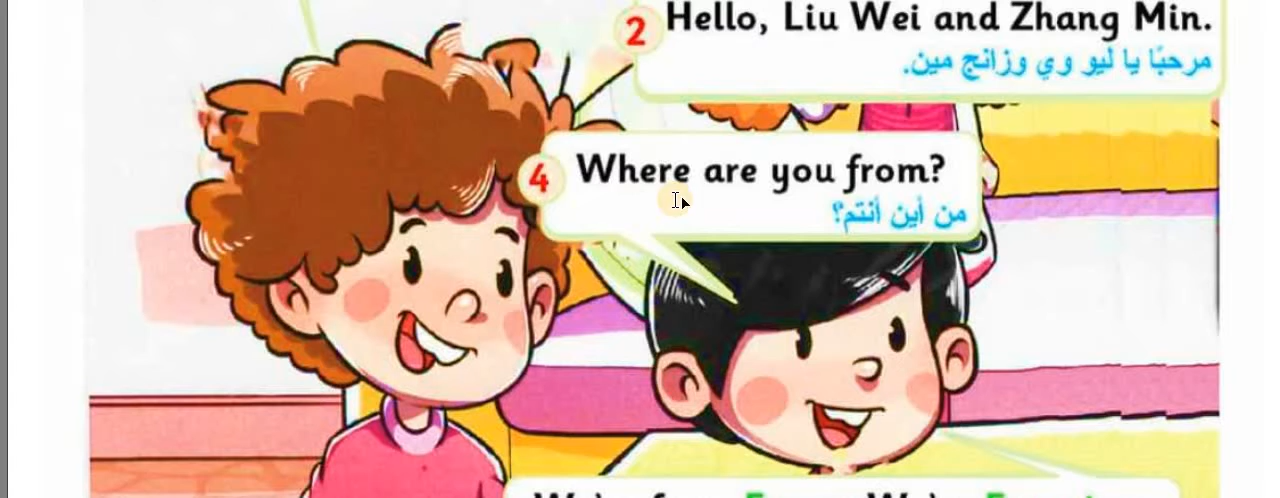 2
Hello, Liu Wei and Zhang Min.
مرحبًا يا ليو وي وزانج مين.
4
Where are you from?
من أين أنتم؟